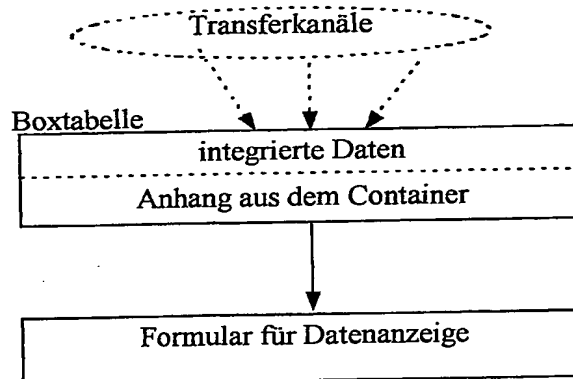 Transferkanäle
Boxtabelle
integrierte Daten
Anhang aus dem Container
Formular für Datenanzeige